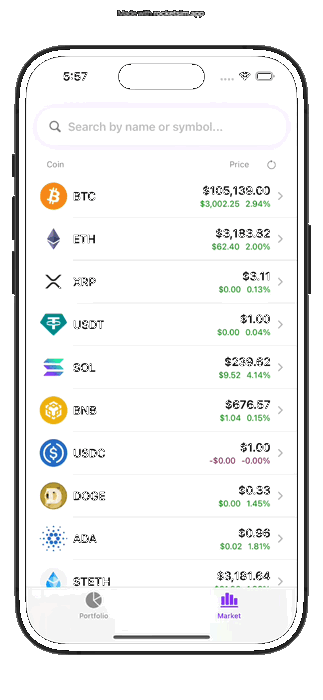 Made with rocketsim.app
5:57
Search by name or symbol...
Coin Price
BTC $105,139.00
$3,002.25 2.94%
ETH $3,183.82
$62.40 2.00%
XRP $3.11
$0.00 0.13%
USDT $1.00
$0.00 0.04%
SOL $239.62
$9.52 4.14%
BNB $676.57
$1.04 0.15%
USDC $1.00
-$0.00 -0.00%
DOGE $0.33
$0.00 1.45%
ADA $0.96
$0.02 1.81%
STETH $3,181.64
Portfolio Market